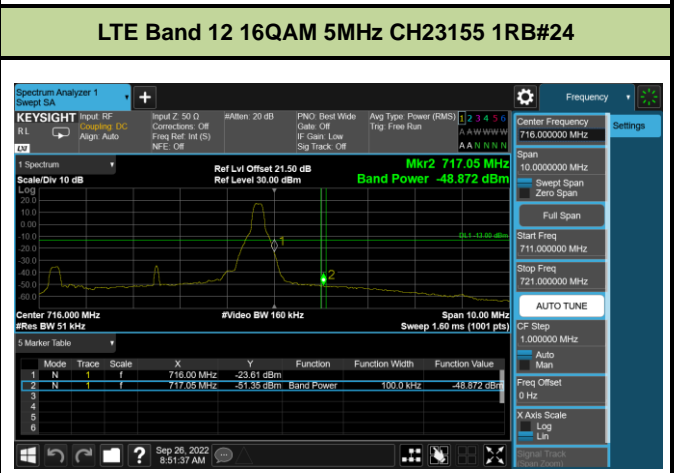 LTE Band 12 16QAM 5MHz CH23155 1RB#24
Spectrum Analyzer 1
Swept SA
Frequency
KEYSIGHT
RL
Input: RF
Coupling: DC
Align: Auto
Input Z: 50 Ω
Corrections: Off
Freq Ref: Int (S)
NFE: Off
#Atten: 20 dB
PNO: Best Wide
Gate: Off
IF Gain: Low
Sig Track: Off
Avg Type: Power (RMS)
Trig: Free Run
1 2 3 4 5 6
A A W W W W
A A N N N N
Center Frequency
716.000000 MHz
Settings
1 Spectrum
Scale/Div 10 dB
Log
Ref Lvl Offset 21.50 dB
Ref Level 30.00 dBm
Mkr2 717.05 MHz
Band Power -48.872 dBm
20.0
10.0
0.00
-10.0
-20.0
-30.0
-40.0
-50.0
-60.0
DL1 -13.00 dBm
1
2
Center 716.000 MHz
#Res BW 51 kHz
#Video BW 160 kHz
Span 10.00 MHz
Sweep 1.60 ms (1001 pts)
Span
10.0000000 MHz
Swept Span
Zero Span
Full Span
Start Freq
711.000000 MHz
Stop Freq
721.000000 MHz
AUTO TUNE
CF Step
1.000000 MHz
Auto
Man
Freq Offset
0 Hz
X Axis Scale
Log
Lin
Signal Track
(Span Zoom)
5 Marker Table
Mode Trace Scale X Y Function Function Width Function Value
1 N 1 f 716.00 MHz -23.61 dBm
2 N 1 f 717.05 MHz -51.35 dBm Band Power 100.0 kHz -48.872 dBm
3
4
5
6
Sep 26, 2022
8:51:37 AM